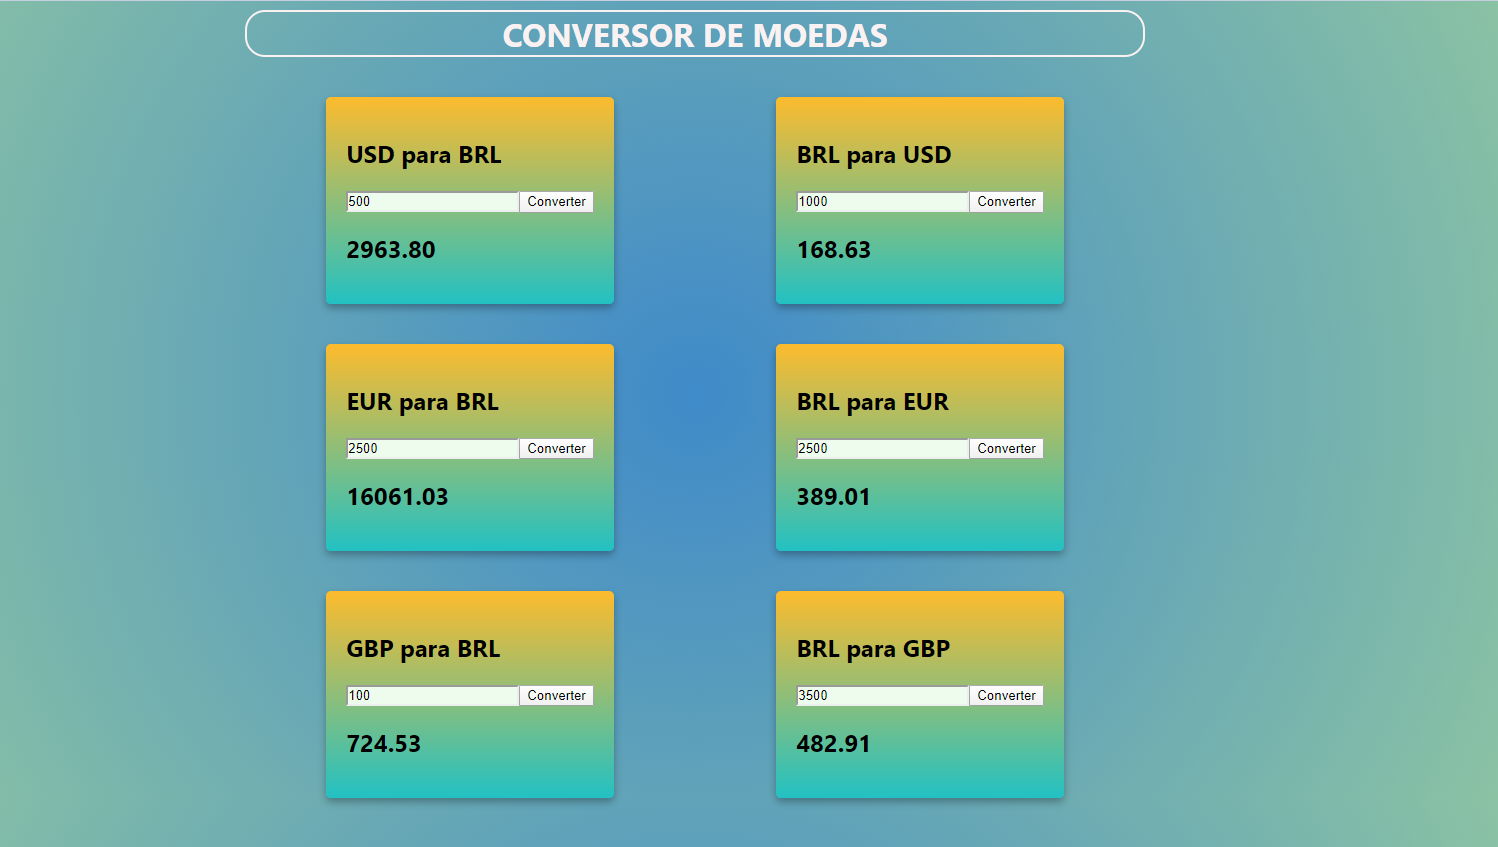 CONVERSOR DE MOEDAS
USD para BRL
500 Converter
2963.80
BRL para USD
1000 Converter
168.63
EUR para BRL
2500 Converter
16061.03
BRL para EUR
2500 Converter
389.01
GBP para BRL
100 Converter
724.53
BRL para GBP
3500 Converter
482.91